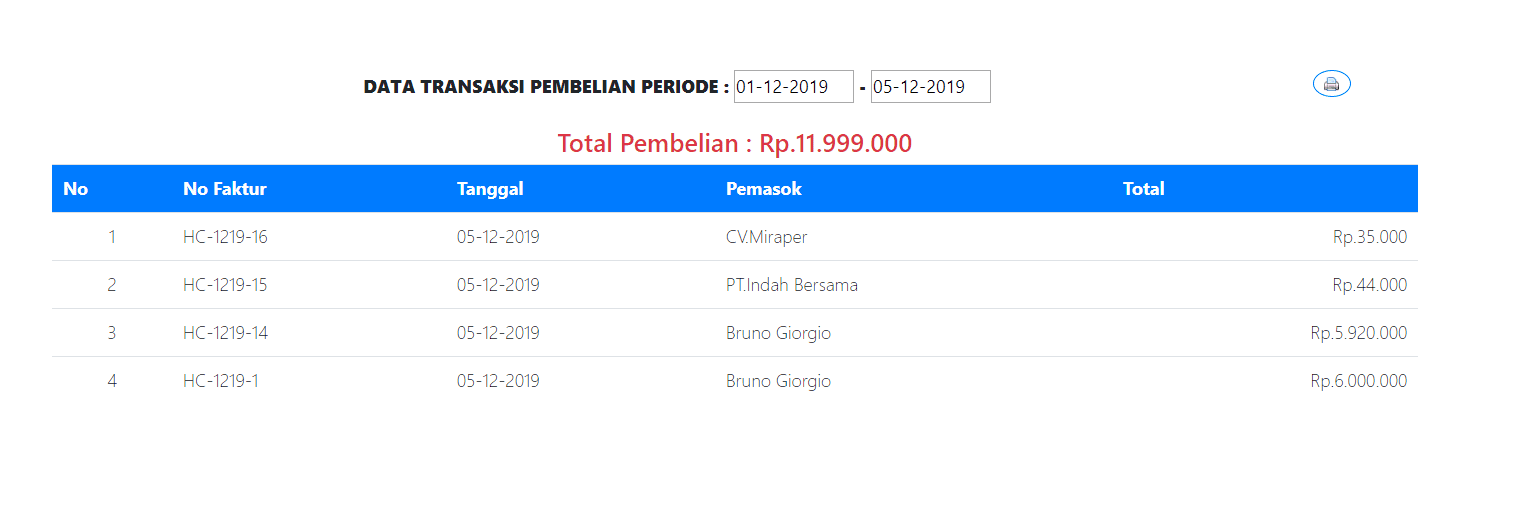 DATA TRANSAKSI PEMBELIAN PERIODE : 01-12-2019 - 05-12-2019
Total Pembelian : Rp.11.999.000
No No Faktur Tanggal Pemasok Total
1 HC-1219-16 05-12-2019 CV.Miraper Rp.35.000
2 HC-1219-15 05-12-2019 PT.Indah Bersama Rp.44.000
3 HC-1219-14 05-12-2019 Bruno Giorgio Rp.5.920.000
4 HC-1219-1 05-12-2019 Bruno Giorgio Rp.6.000.000